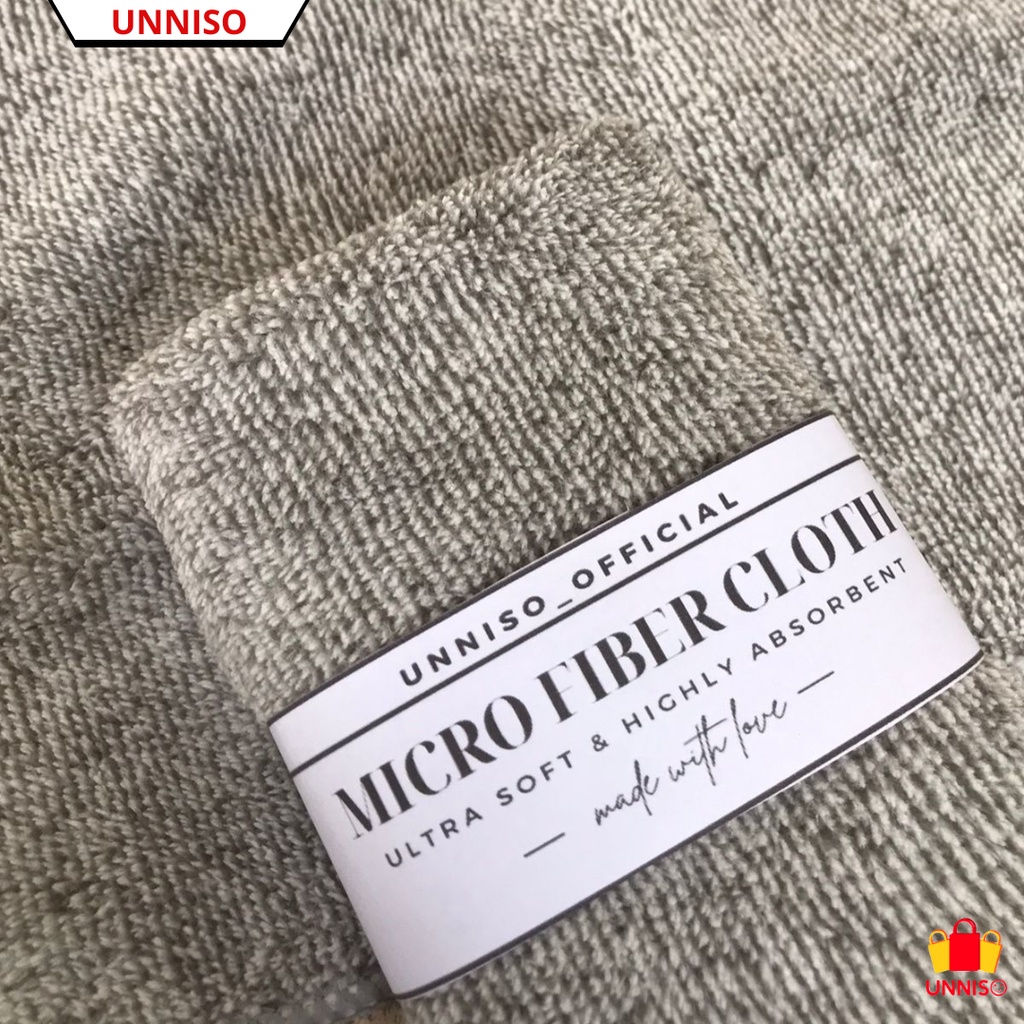 UNNISO
UNNISO_OFFICIAL
MICRO FIBER CLOTH
ULTRA SOFT & HIGHLY ABSORBENT
made with love
UNNISO